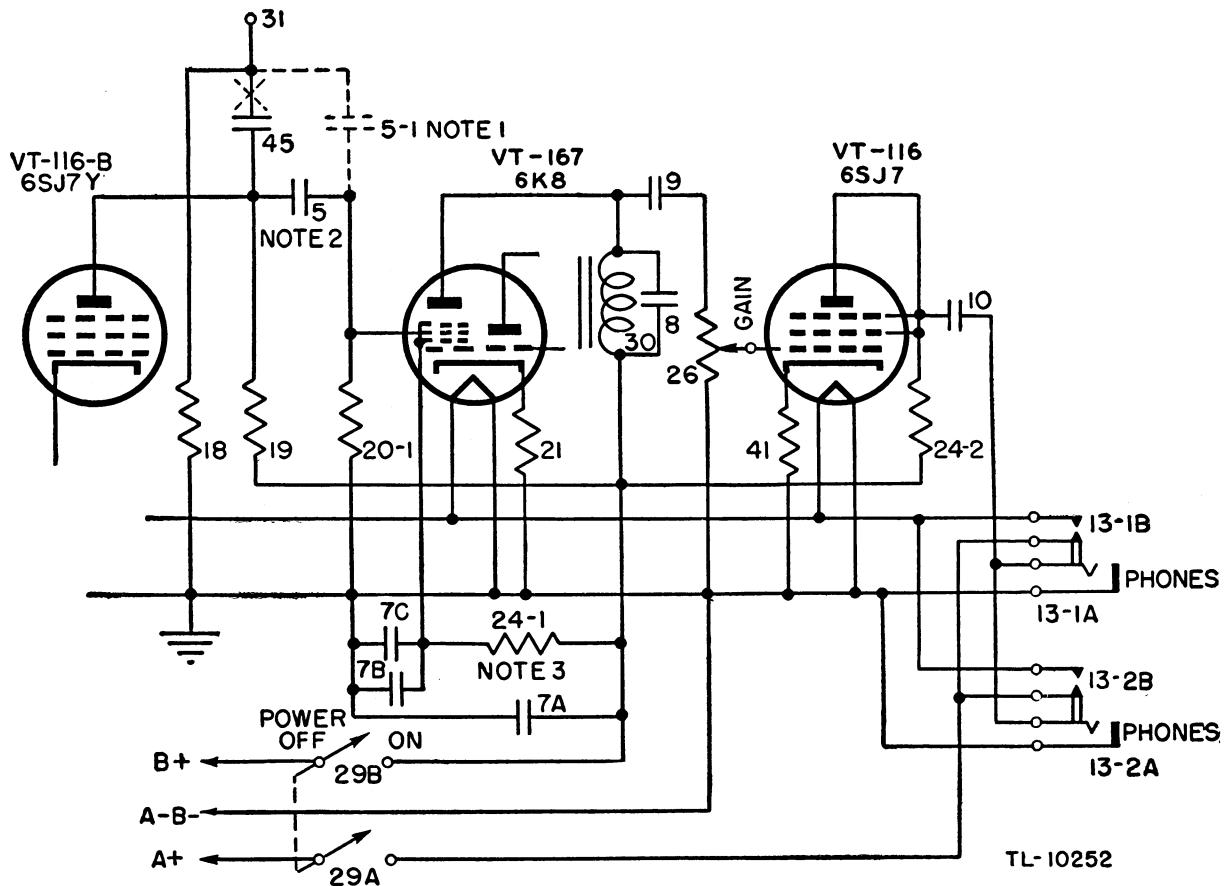 31
45
5-1 NOTE 1
VT-116-B
6SJ7Y
5
NOTE 2
VT-167
6K8
9
VT-116
6SJ7
8
30
26
GAIN
10
18
19
20-1
21
41
24-2
13-1B
PHONES
13-1A
7C
24-1
NOTE 3
7B
7A
13-2B
PHONES
13-2A
POWER
OFF ON
B+
29B
A-B-
A+
29A
TL-10252